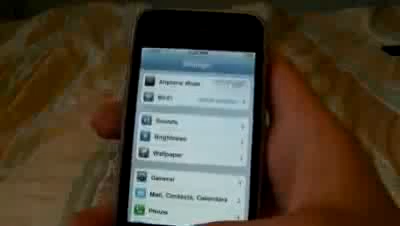 Settings
Airplane Mode
Wi-Fi
Sounds
Brightness
Wallpaper
General
Mail, Contacts, Calendars
Phone